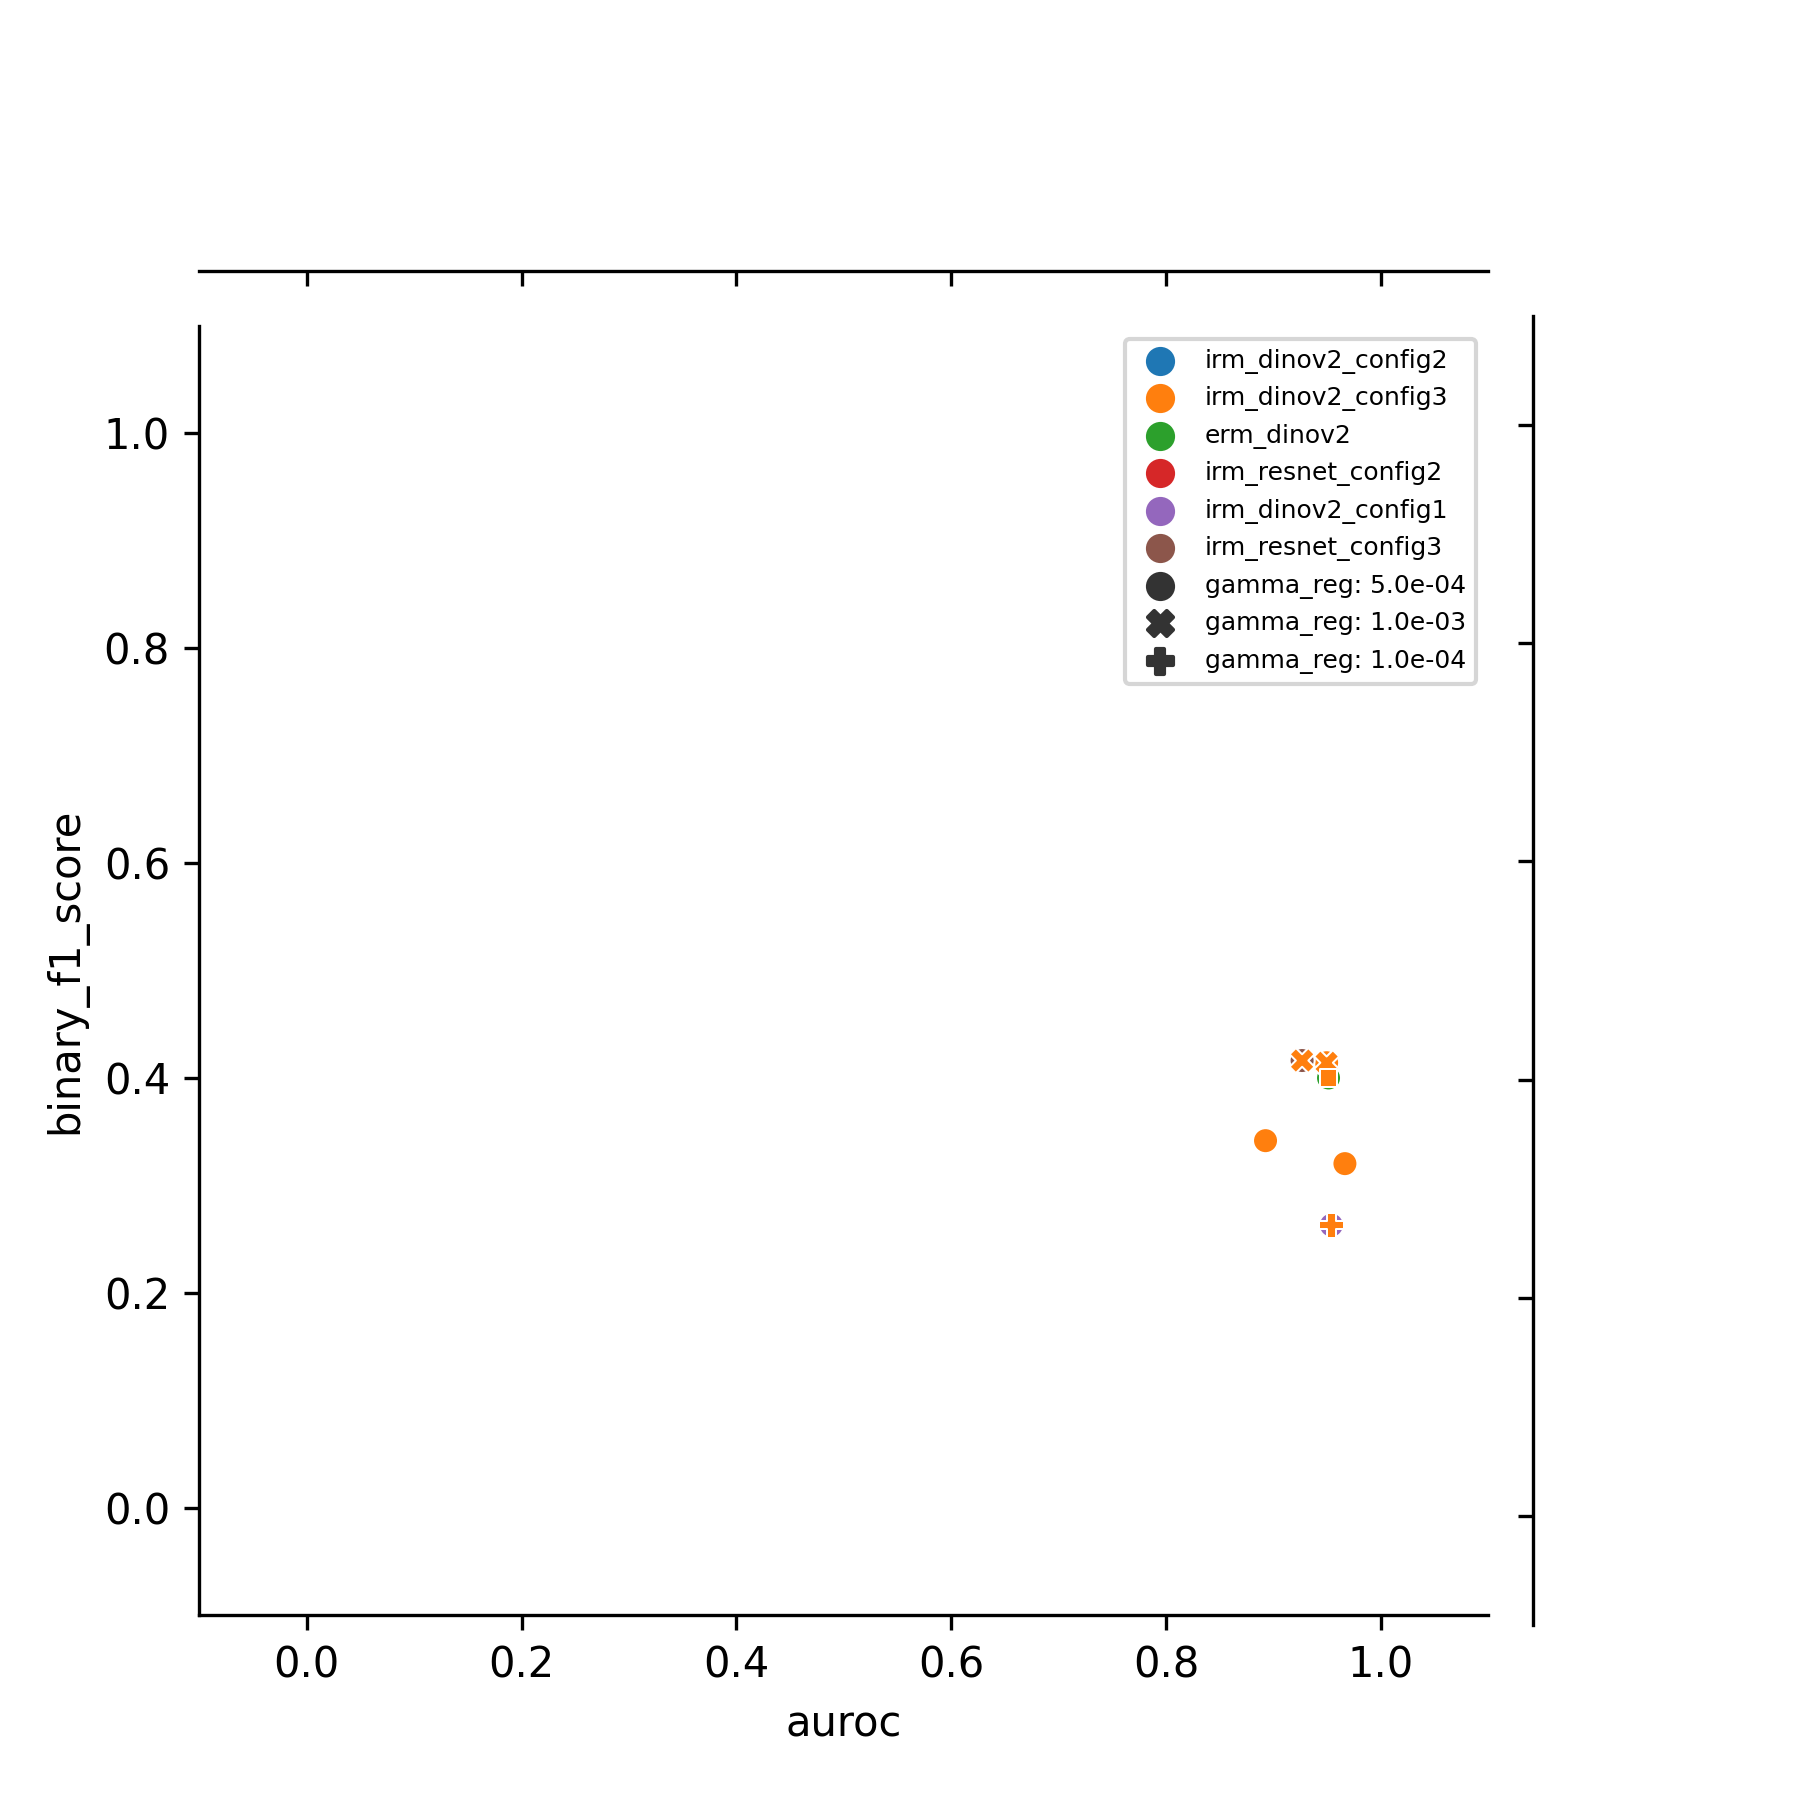 irm_dinov2_config2
irm_dinov2_config3
erm_dinov2
irm_resnet_config2
irm_dinov2_config1
irm_resnet_config3
gamma_reg: 5.0e-04
gamma_reg: 1.0e-03
gamma_reg: 1.0e-04
1.0
0.8
0.6
0.4
0.2
0.0
binary_f1_score
0.0 0.2 0.4 0.6 0.8 1.0
auroc